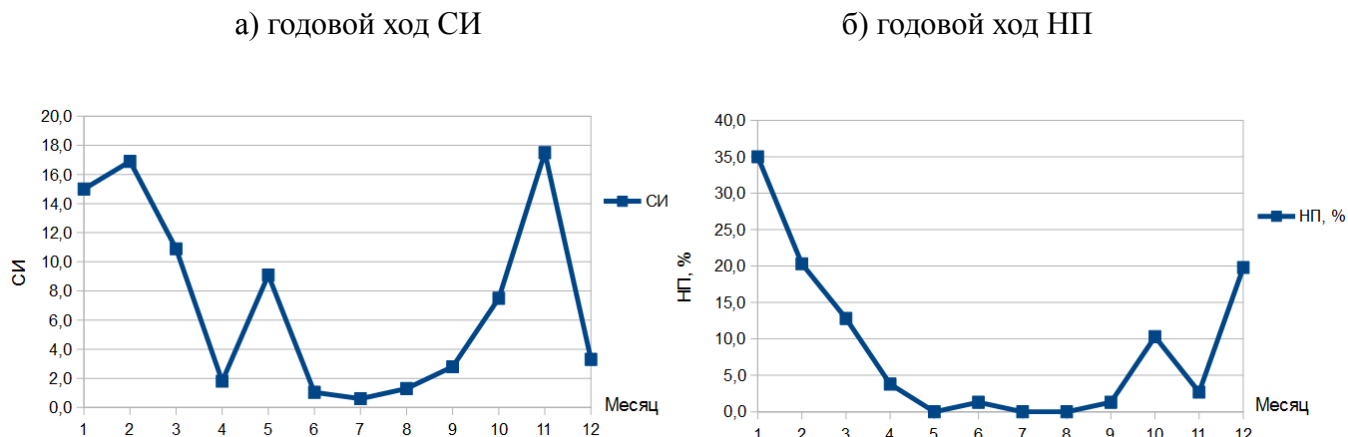 а) годовой ход СИ
б) годовой ход НП
20,0
18,0
16,0
14,0
12,0
10,0
8,0
6,0
4,0
2,0
0,0
СИ
1 2 3 4 5 6 7 8 9 10 11 12
Месяц
СИ
40,0
35,0
30,0
25,0
20,0
15,0
10,0
5,0
0,0
НП, %
1 2 3 4 5 6 7 8 9 10 11 12
Месяц
НП, %